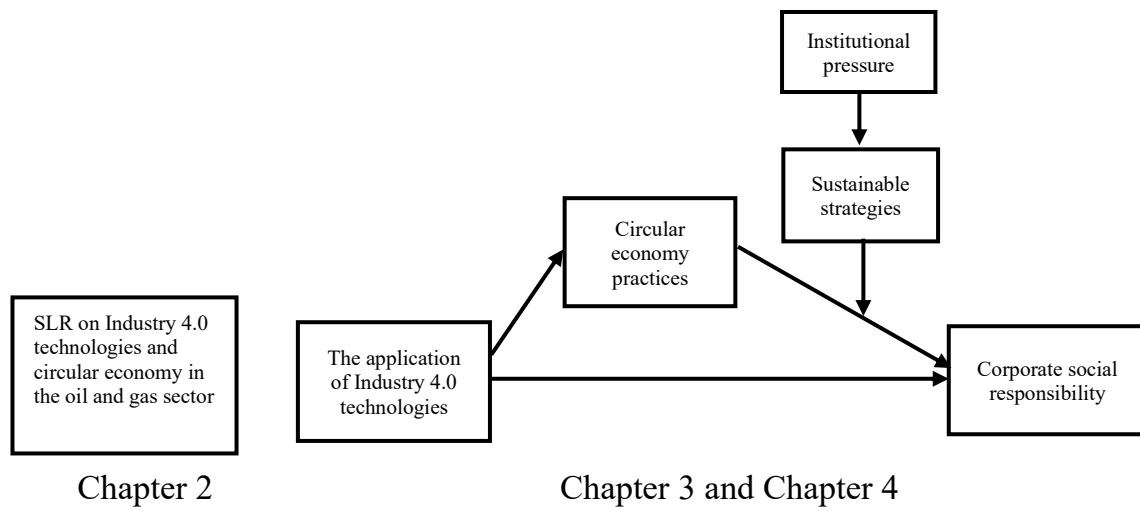 Institutional
pressure
Sustainable
strategies
Circular
economy
practices
SLR on Industry 4.0
technologies and
circular economy in
the oil and gas sector
The application
of Industry 4.0
technologies
Corporate social
responsibility
Chapter 2
Chapter 3 and Chapter 4